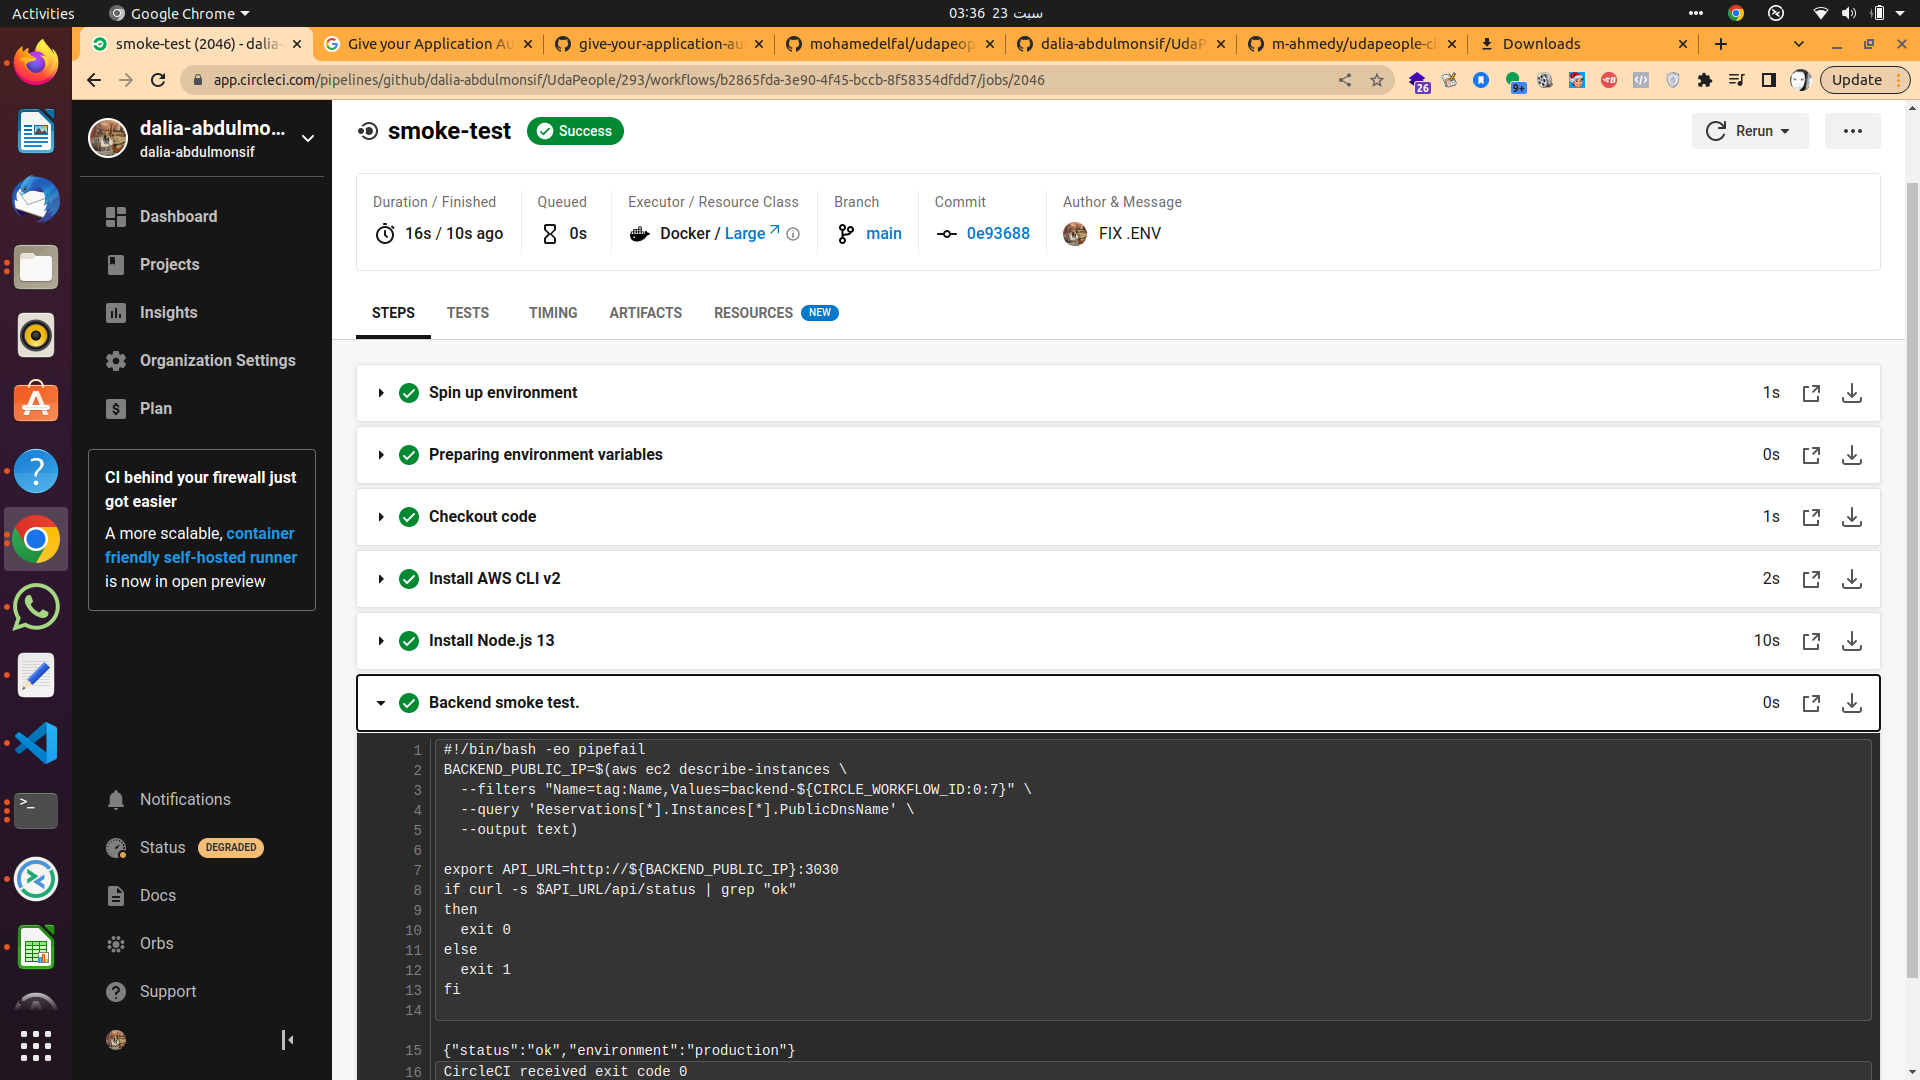 Activities
Google Chrome
03:36 23 سبت
smoke-test (2046) - dalia-
Give your Application Au
give-your-application-au
mohamedelfal/udapeop
dalia-abdulmonsif/UdaP
m-ahmedy/udapeople-ci
Downloads
app.circleci.com/pipelines/github/dalia-abdulmonsif/UdaPeople/293/workflows/b2865fda-3e90-4f45-bccb-8f58354dfdd7/jobs/2046
26
9+
Update
dalia-abdulmo...
dalia-abdulmonsif
Dashboard
Projects
Insights
Organization Settings
Plan
CI behind your firewall just
got easier
A more scalable, container
friendly self-hosted runner
is now in open preview
Notifications
Status DEGRADED
Docs
Orbs
Support
smoke-test
Success
Rerun
Duration / Finished
16s / 10s ago
Queued
0s
Executor / Resource Class
Docker / Large
Branch
main
Commit
0e93688
Author & Message
FIX .ENV
STEPS
TESTS
TIMING
ARTIFACTS
RESOURCES NEW
Spin up environment 1s
Preparing environment variables 0s
Checkout code 1s
Install AWS CLI v2 2s
Install Node.js 13 10s
Backend smoke test. 0s
1 #!/bin/bash -eo pipefail
2 BACKEND_PUBLIC_IP=$(aws ec2 describe-instances \
3   --filters "Name=tag:Name,Values=backend-${CIRCLE_WORKFLOW_ID:0:7}" \
4   --query 'Reservations[*].Instances[*].PublicDnsName' \
5   --output text)
6
7 export API_URL=http://${BACKEND_PUBLIC_IP}:3030
8 if curl -s $API_URL/api/status | grep "ok"
9 then
10   exit 0
11 else
12   exit 1
13 fi
14
15 {"status":"ok","environment":"production"}
16 CircleCI received exit code 0